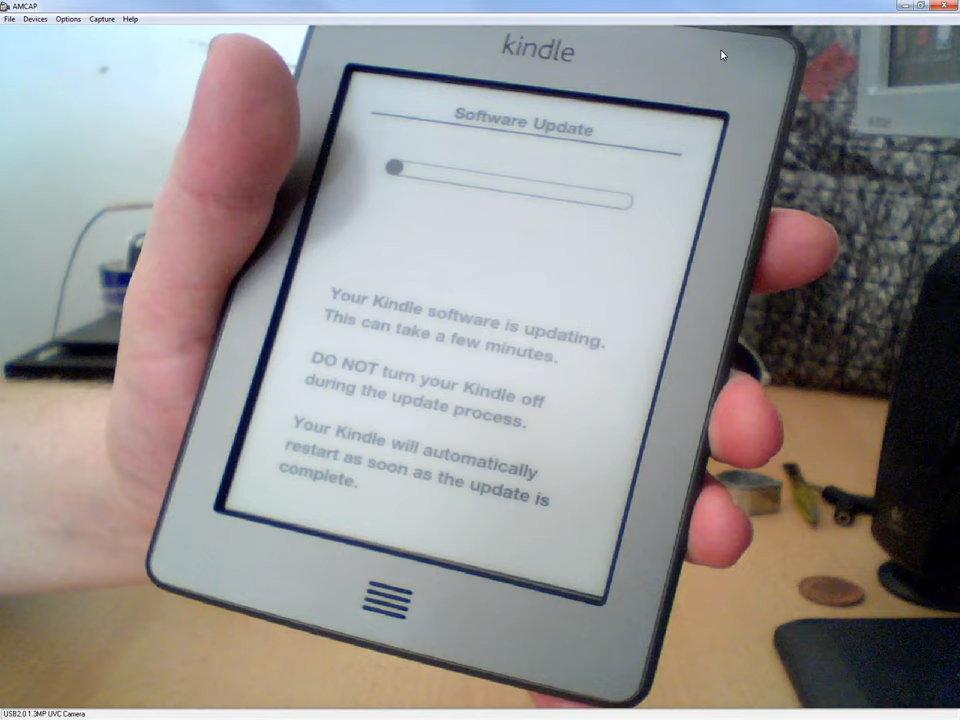 AMCAP
File Devices Options Capture Help
kindle
Software Update
Your Kindle software is updating.
This can take a few minutes.
DO NOT turn your Kindle off
during the update process.
Your Kindle will automatically
restart as soon as the update is
complete.
USB2.0 1.3MP UVC Camera